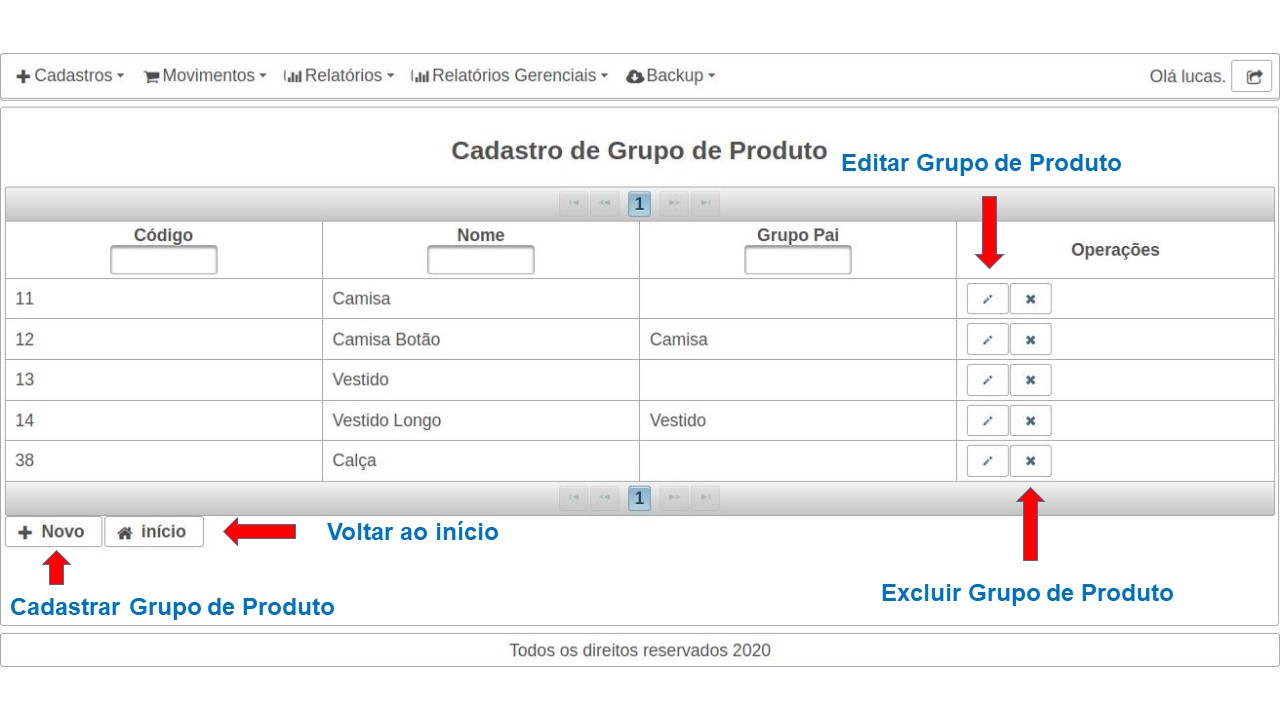 Cadastros Movimentos Relatórios Relatórios Gerenciais Backup Olá lucas.
Cadastro de Grupo de Produto
Editar Grupo de Produto
1
Código Nome Grupo Pai Operações
11 Camisa
12 Camisa Botão Camisa
13 Vestido
14 Vestido Longo Vestido
38 Calça
1
Novo início Voltar ao início
Cadastrar Grupo de Produto
Excluir Grupo de Produto
Todos os direitos reservados 2020